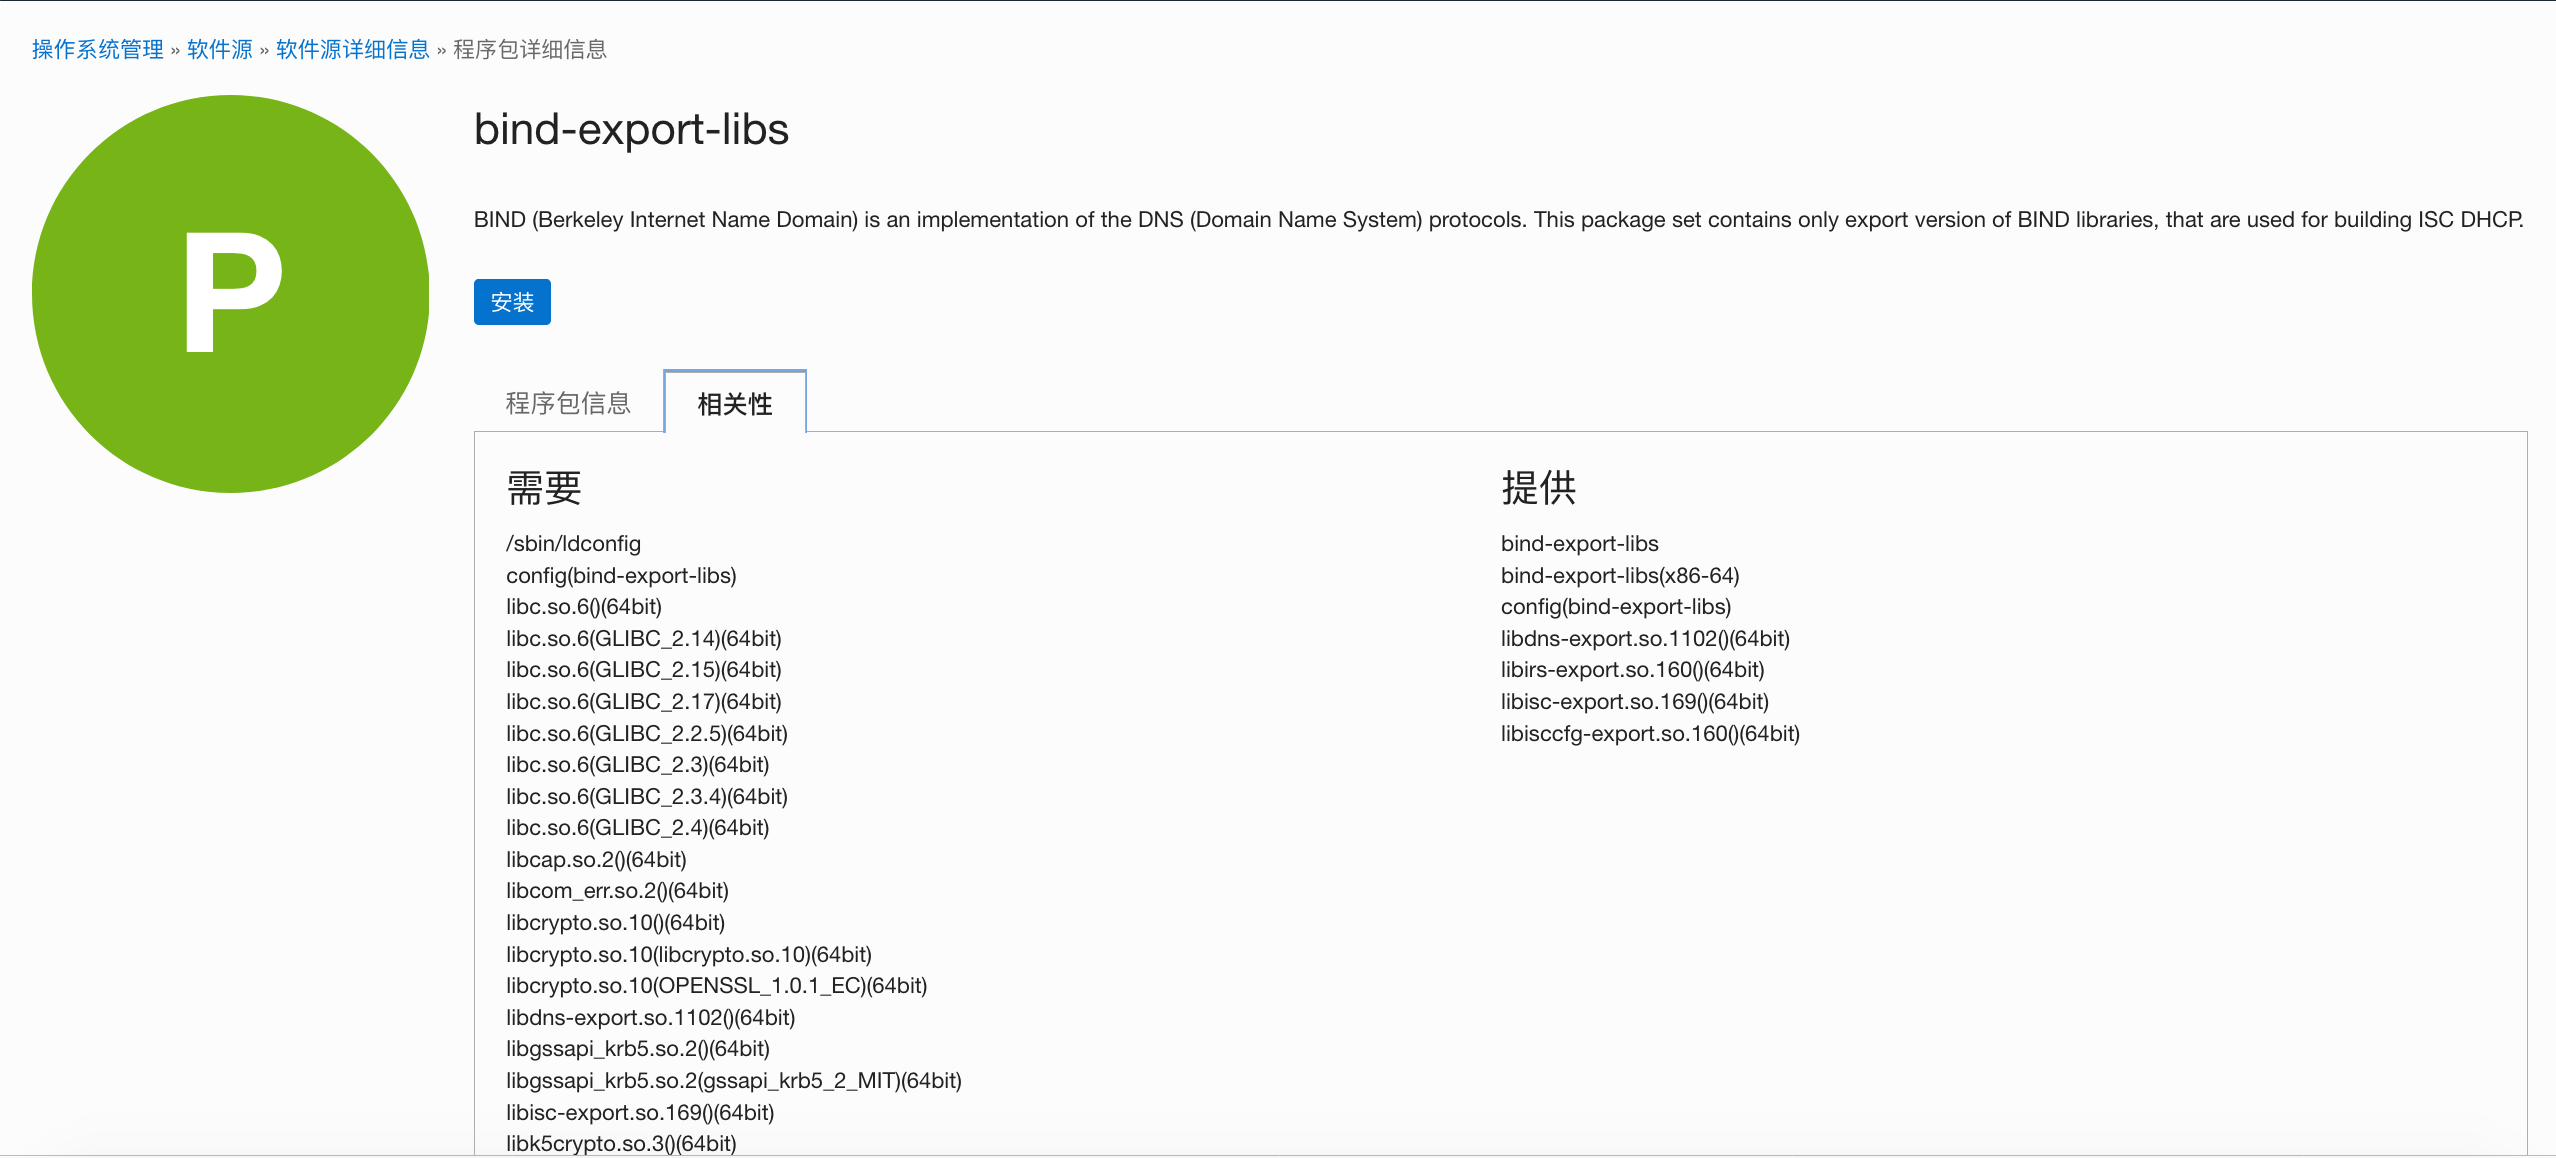 操作系统管理 » 软件源 » 软件源详细信息 » 程序包详细信息
P
bind-export-libs
BIND (Berkeley Internet Name Domain) is an implementation of the DNS (Domain Name System) protocols. This package set contains only export version of BIND libraries, that are used for building ISC DHCP.
安装
程序包信息 相关性
需要
/sbin/ldconfig
config(bind-export-libs)
libc.so.6()(64bit)
libc.so.6(GLIBC_2.14)(64bit)
libc.so.6(GLIBC_2.15)(64bit)
libc.so.6(GLIBC_2.17)(64bit)
libc.so.6(GLIBC_2.2.5)(64bit)
libc.so.6(GLIBC_2.3)(64bit)
libc.so.6(GLIBC_2.3.4)(64bit)
libc.so.6(GLIBC_2.4)(64bit)
libcap.so.2()(64bit)
libcom_err.so.2()(64bit)
libcrypto.so.10()(64bit)
libcrypto.so.10(libcrypto.so.10)(64bit)
libcrypto.so.10(OPENSSL_1.0.1_EC)(64bit)
libdns-export.so.1102()(64bit)
libgssapi_krb5.so.2()(64bit)
libgssapi_krb5.so.2(gssapi_krb5_2_MIT)(64bit)
libisc-export.so.169()(64bit)
libk5crypto.so.3()(64bit)
提供
bind-export-libs
bind-export-libs(x86-64)
config(bind-export-libs)
libdns-export.so.1102()(64bit)
libirs-export.so.160()(64bit)
libisc-export.so.169()(64bit)
libisccfg-export.so.160()(64bit)